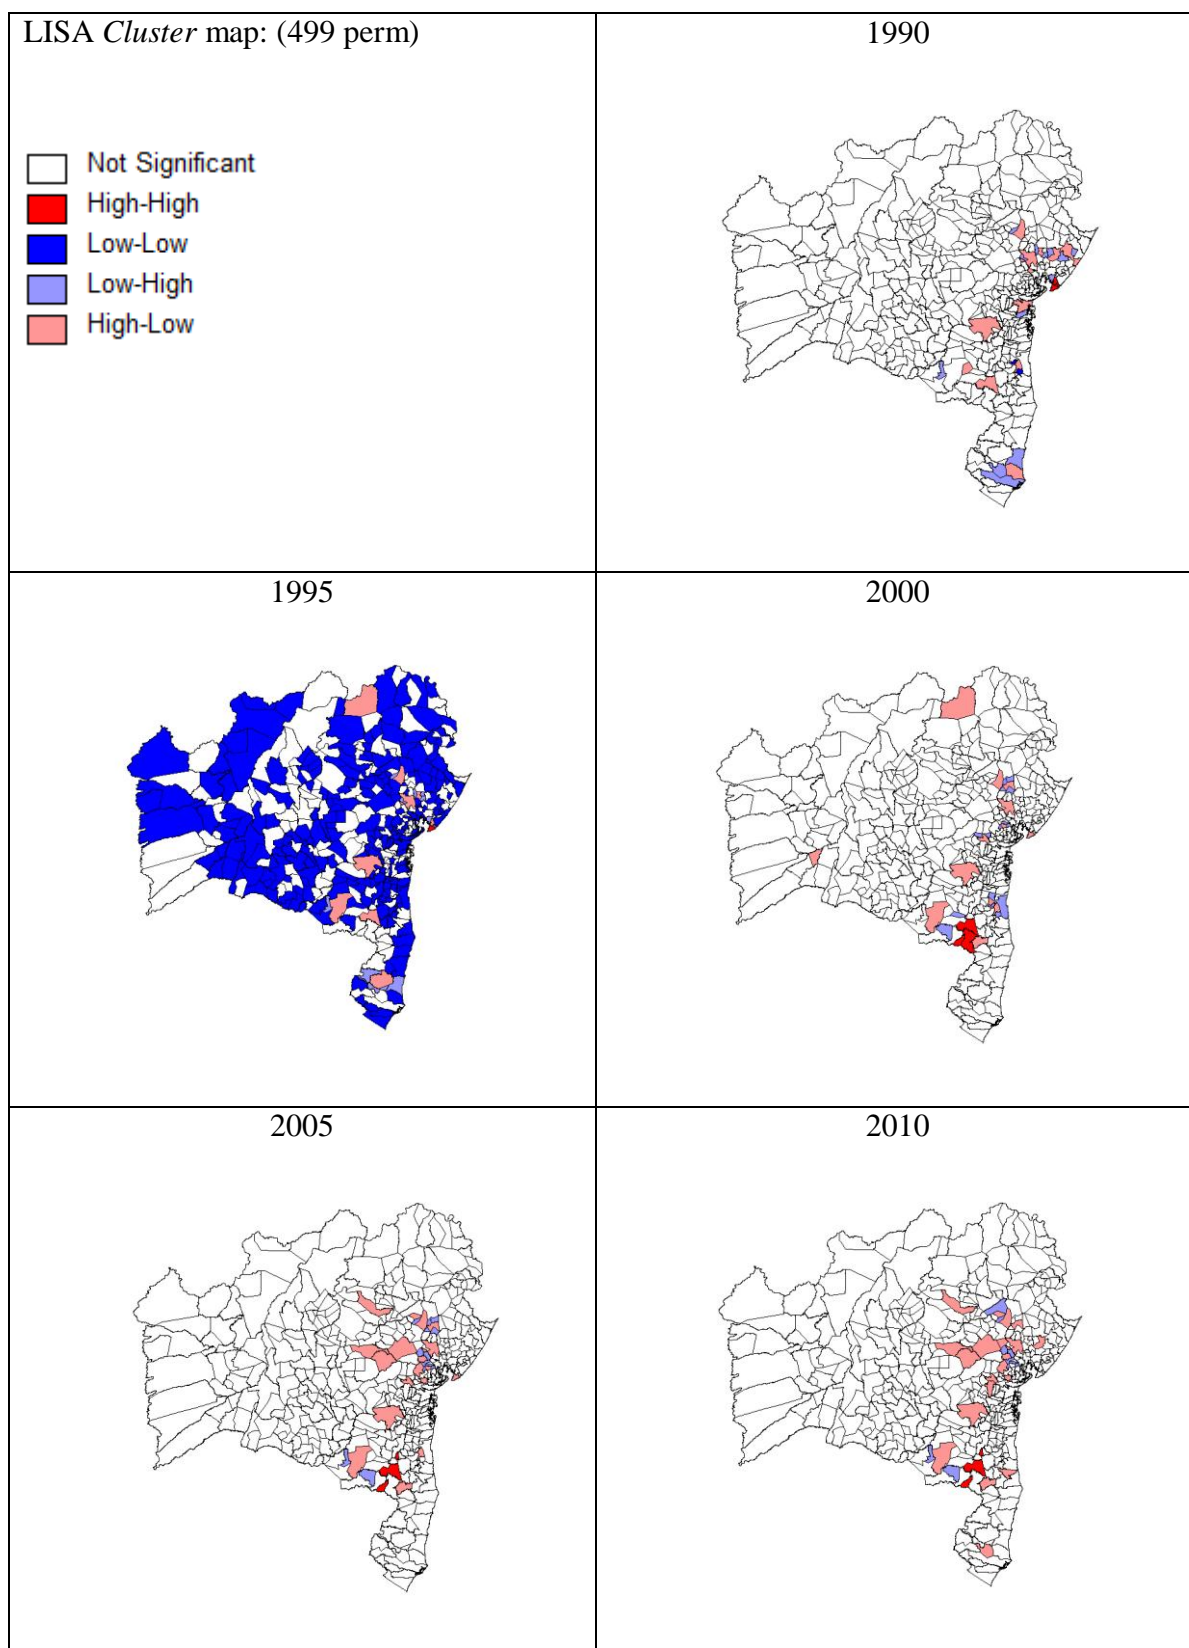 LISA Cluster map: (499 perm)
Not Significant
High-High
Low-Low
Low-High
High-Low
1990
1995
2000
2005
2010